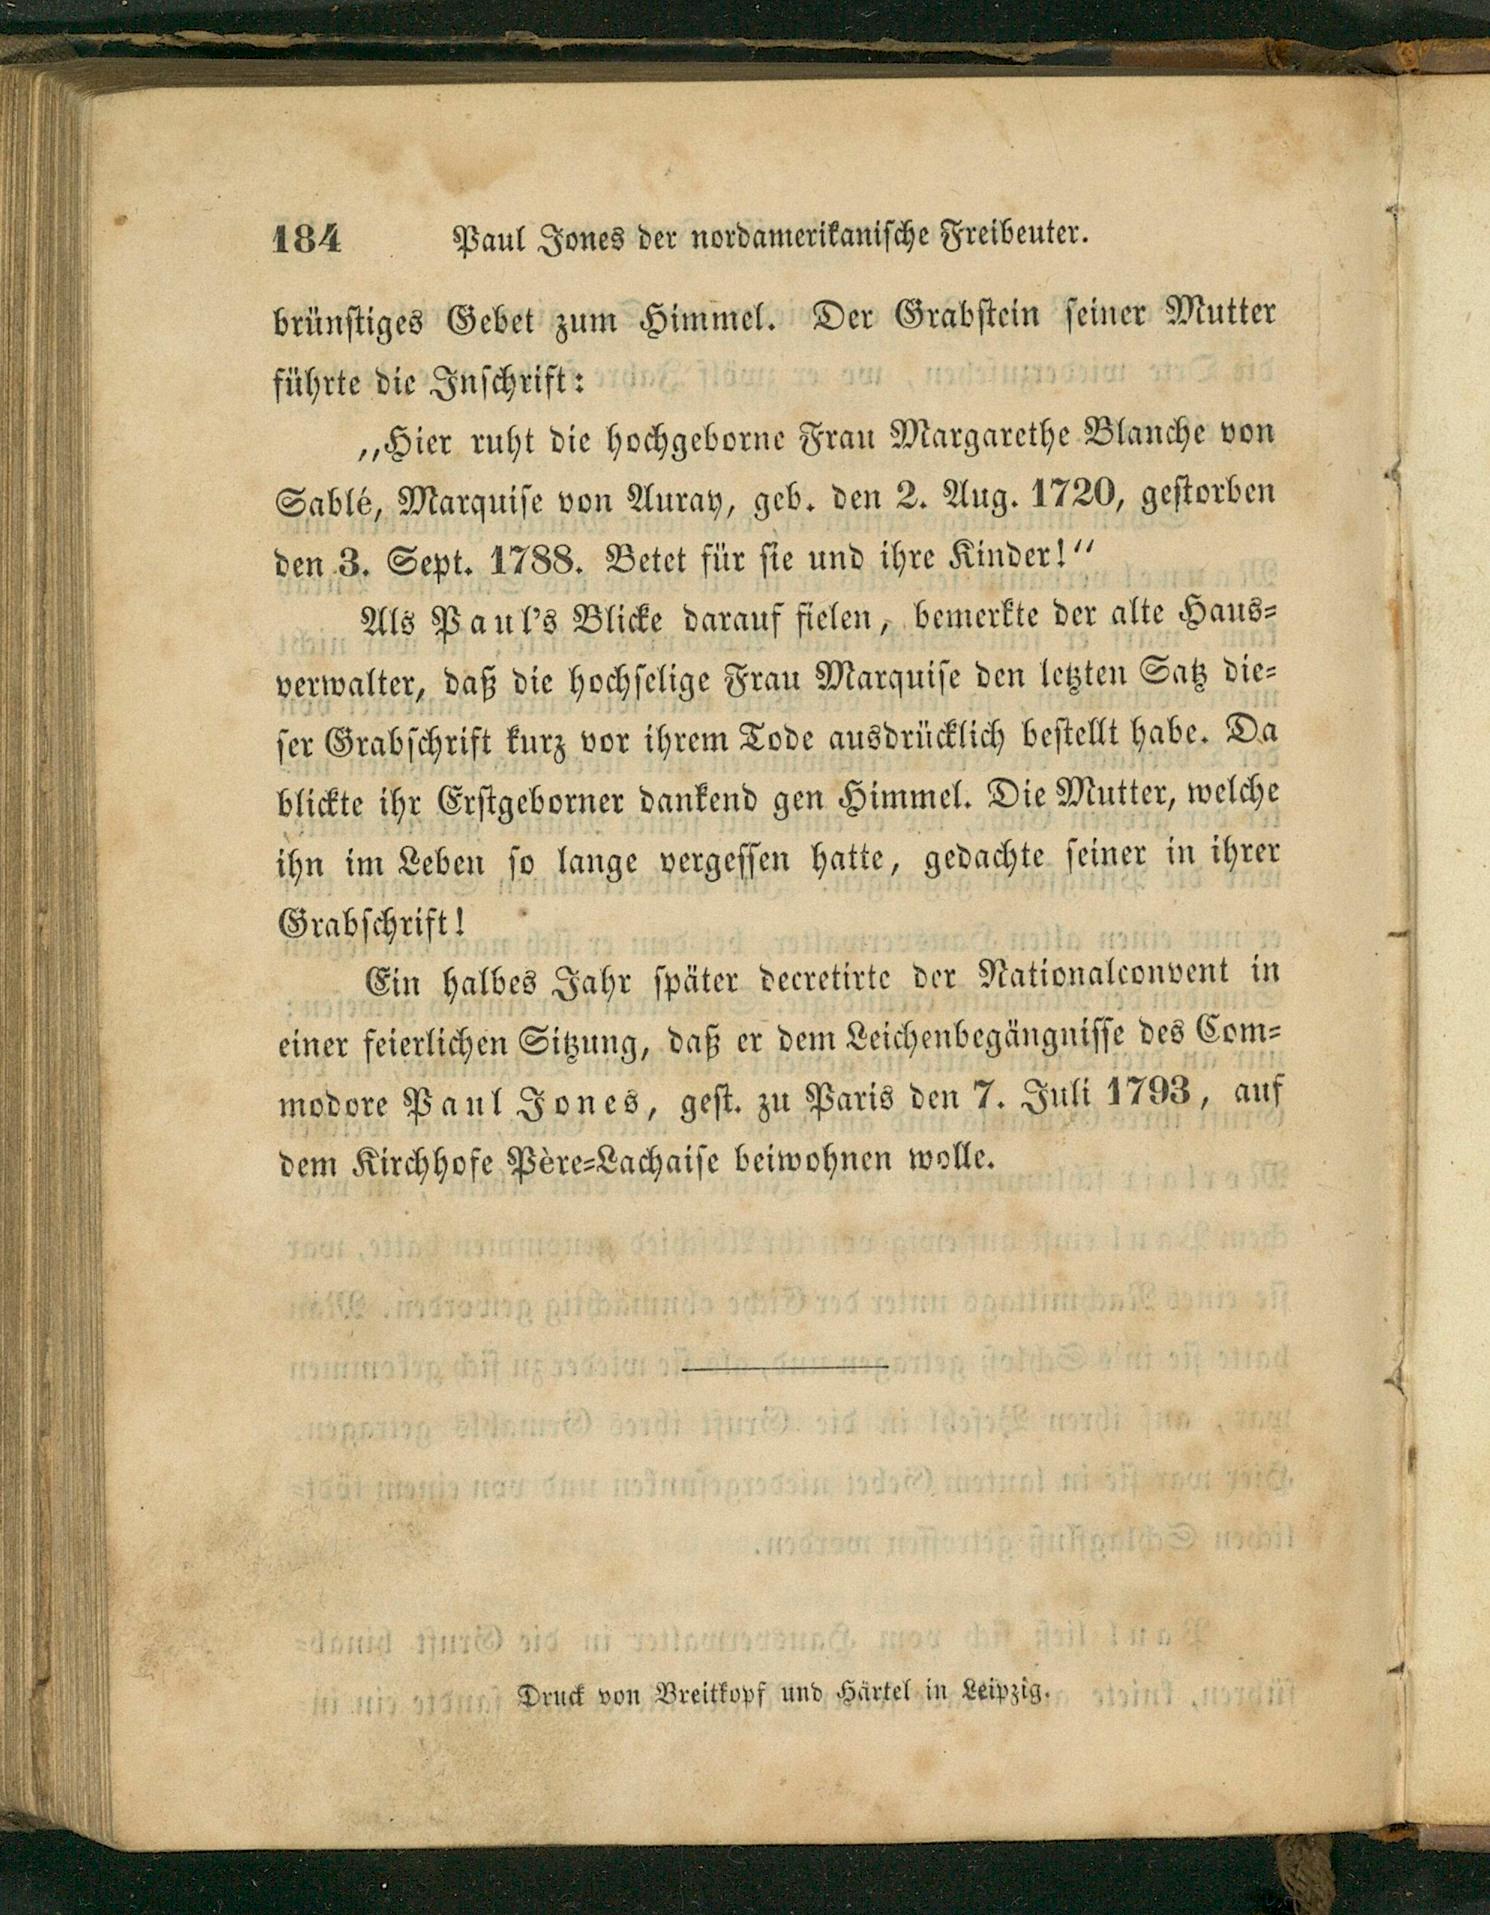 184 Paul Jones der nordamerikanische Freibeuter.
brünstiges Gebet zum Himmel. Der Grabstein seiner Mutter
führte die Inschrift:
„Hier ruht die hochgeborne Frau Margarethe Blanche von
Sablé, Marquise von Auray, geb. den 2. Aug. 1720, gestorben
den 3. Sept. 1788. Betet für sie und ihre Kinder!“
Als Paul's Blicke darauf fielen, bemerkte der alte Haus-
verwalter, daß die hochselige Frau Marquise den letzten Satz die-
ser Grabschrift kurz vor ihrem Tode ausdrücklich bestellt habe. Da
blickte ihr Erstgeborner dankend gen Himmel. Die Mutter, welche
ihn im Leben so lange vergessen hatte, gedachte seiner in ihrer
Grabschrift!
Ein halbes Jahr später decretirte der Nationalconvent in
einer feierlichen Sitzung, daß er dem Leichenbegängnisse des Com-
modore Paul Jones, gest. zu Paris den 7. Juli 1793, auf
dem Kirchhofe Père-Lachaise beiwohnen wolle.
Druck von Breitkopf und Härtel in Leipzig.